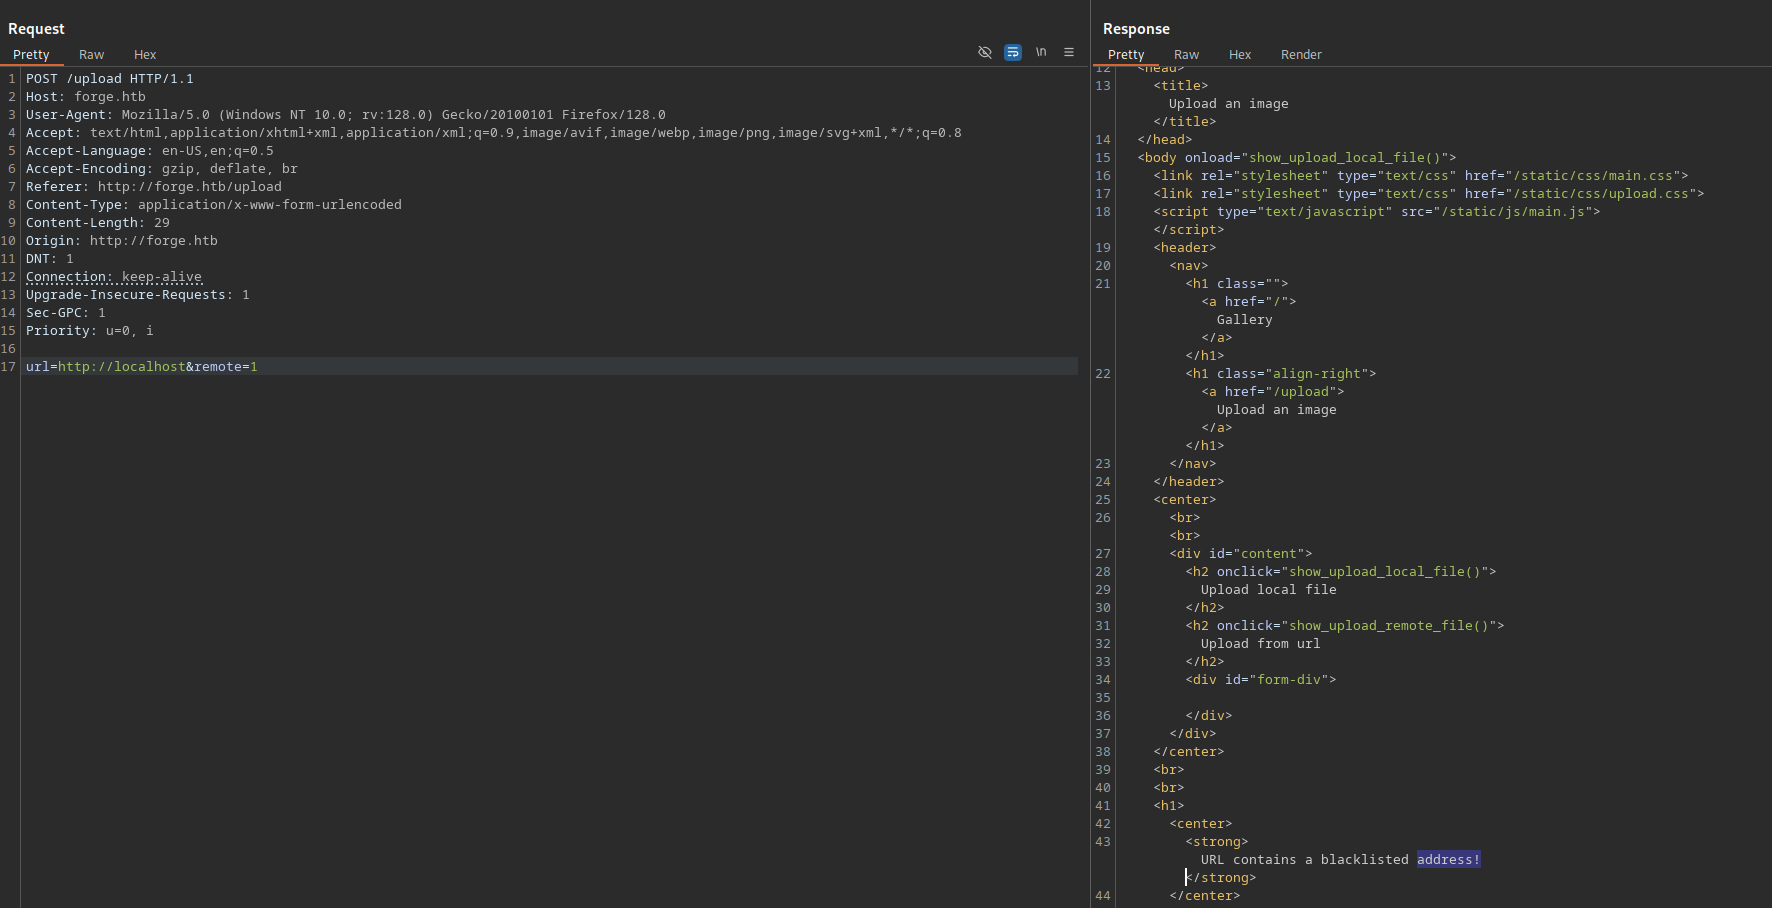 Request
Pretty Raw Hex
\n
1 POST /upload HTTP/1.1
2 Host: forge.htb
3 User-Agent: Mozilla/5.0 (Windows NT 10.0; rv:128.0) Gecko/20100101 Firefox/128.0
4 Accept: text/html,application/xhtml+xml,application/xml;q=0.9,image/avif,image/webp,image/png,image/svg+xml,*/*;q=0.8
5 Accept-Language: en-US,en;q=0.5
6 Accept-Encoding: gzip, deflate, br
7 Referer: http://forge.htb/upload
8 Content-Type: application/x-www-form-urlencoded
9 Content-Length: 29
10 Origin: http://forge.htb
11 DNT: 1
12 Connection: keep-alive
13 Upgrade-Insecure-Requests: 1
14 Sec-GPC: 1
15 Priority: u=0, i
16
17 url=http://localhost&remote=1
Response
Pretty Raw Hex Render
12 <head>
13 <title>
Upload an image
</title>
14 </head>
15 <body onload="show_upload_local_file()">
16 <link rel="stylesheet" type="text/css" href="/static/css/main.css">
17 <link rel="stylesheet" type="text/css" href="/static/css/upload.css">
18 <script type="text/javascript" src="/static/js/main.js">
</script>
19 <header>
20 <nav>
21 <h1 class="">
<a href="/">
Gallery
</a>
</h1>
22 <h1 class="align-right">
<a href="/upload">
Upload an image
</a>
</h1>
23 </nav>
24 </header>
25 <center>
26 <br>
<br>
27 <div id="content">
28 <h2 onclick="show_upload_local_file()">
29 Upload local file
30 </h2>
31 <h2 onclick="show_upload_remote_file()">
32 Upload from url
33 </h2>
34 <div id="form-div">
35
36 </div>
37 </div>
38 </center>
39 <br>
40 <br>
41 <h1>
42 <center>
43 <strong>
URL contains a blacklisted address!
</strong>
44 </center>